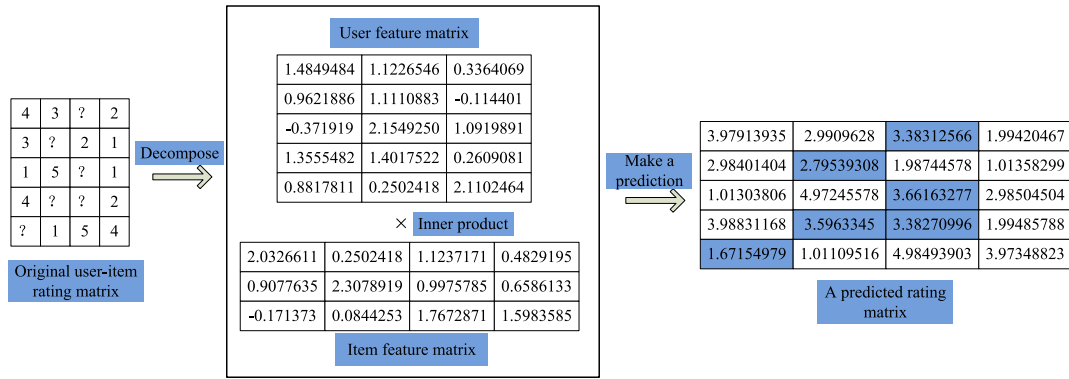 User feature matrix
1.4849484 1.1226546 0.3364069
0.9621886 1.1110883 -0.114401
-0.371919 2.1549250 1.0919891
1.3555482 1.4017522 0.2609081
0.8817811 0.2502418 2.1102464
4 3 ? 2
3 ? 2 1
1 5 ? 1
4 ? ? 2
? 1 5 4
Original user-item
rating matrix
Decompose
× Inner product
2.0326611 0.2502418 1.1237171 0.4829195
0.9077635 2.3078919 0.9975785 0.6586133
-0.171373 0.0844253 1.7672871 1.5983585
Item feature matrix
Make a
prediction
3.97913935 2.9909628 3.38312566 1.99420467
2.98401404 2.79539308 1.98744578 1.01358299
1.01303806 4.97245578 3.66163277 2.98504504
3.98831168 3.5963345 3.38270996 1.99485788
1.67154979 1.01109516 4.98493903 3.97348823
A predicted rating
matrix